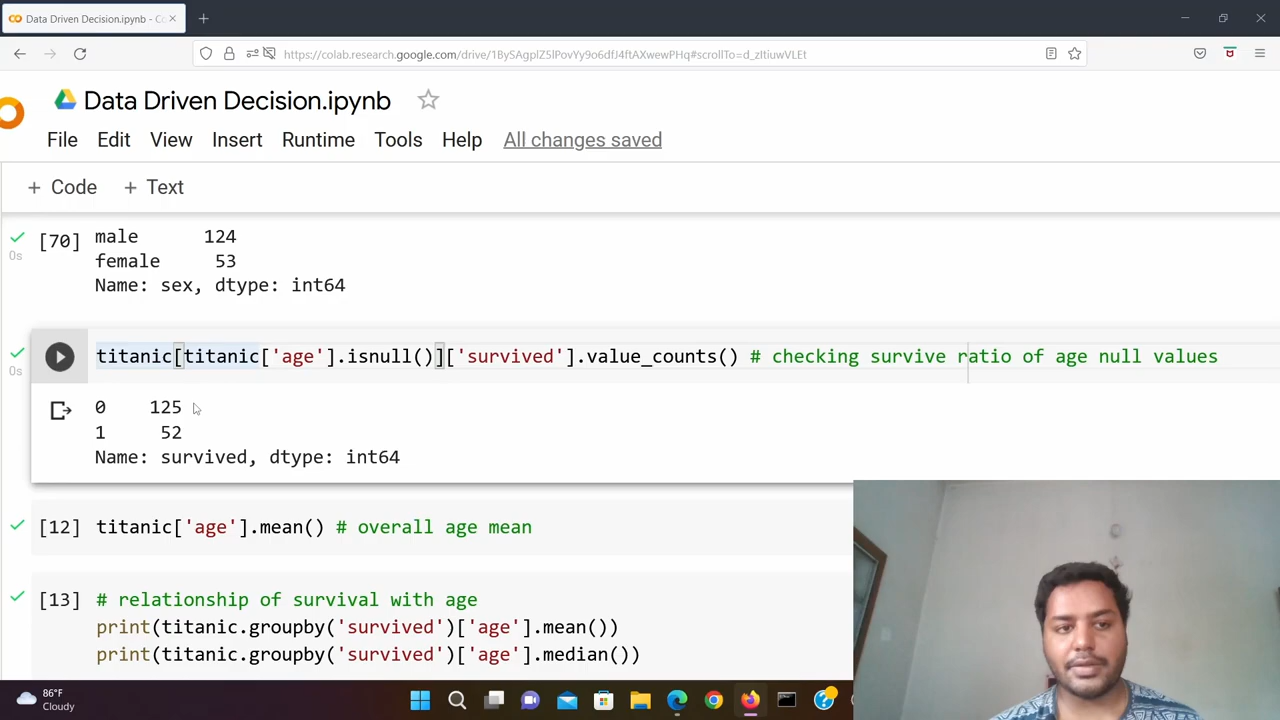 Data Driven Decision.ipynb - Co
https://colab.research.google.com/drive/1BySAgplZ5lPovYy9o6dfJ4ftAXwewPHq#scrollTo=d_zItiuwVLEt
Data Driven Decision.ipynb
File Edit View Insert Runtime Tools Help All changes saved
+ Code + Text
[70] male 124
0s female 53
Name: sex, dtype: int64
titanic[titanic['age'].isnull()]['survived'].value_counts() # checking survive ratio of age null values
0s
0 125
1 52
Name: survived, dtype: int64
[12] titanic['age'].mean() # overall age mean
[13] # relationship of survival with age
print(titanic.groupby('survived')['age'].mean())
print(titanic.groupby('survived')['age'].median())
86°F
Cloudy